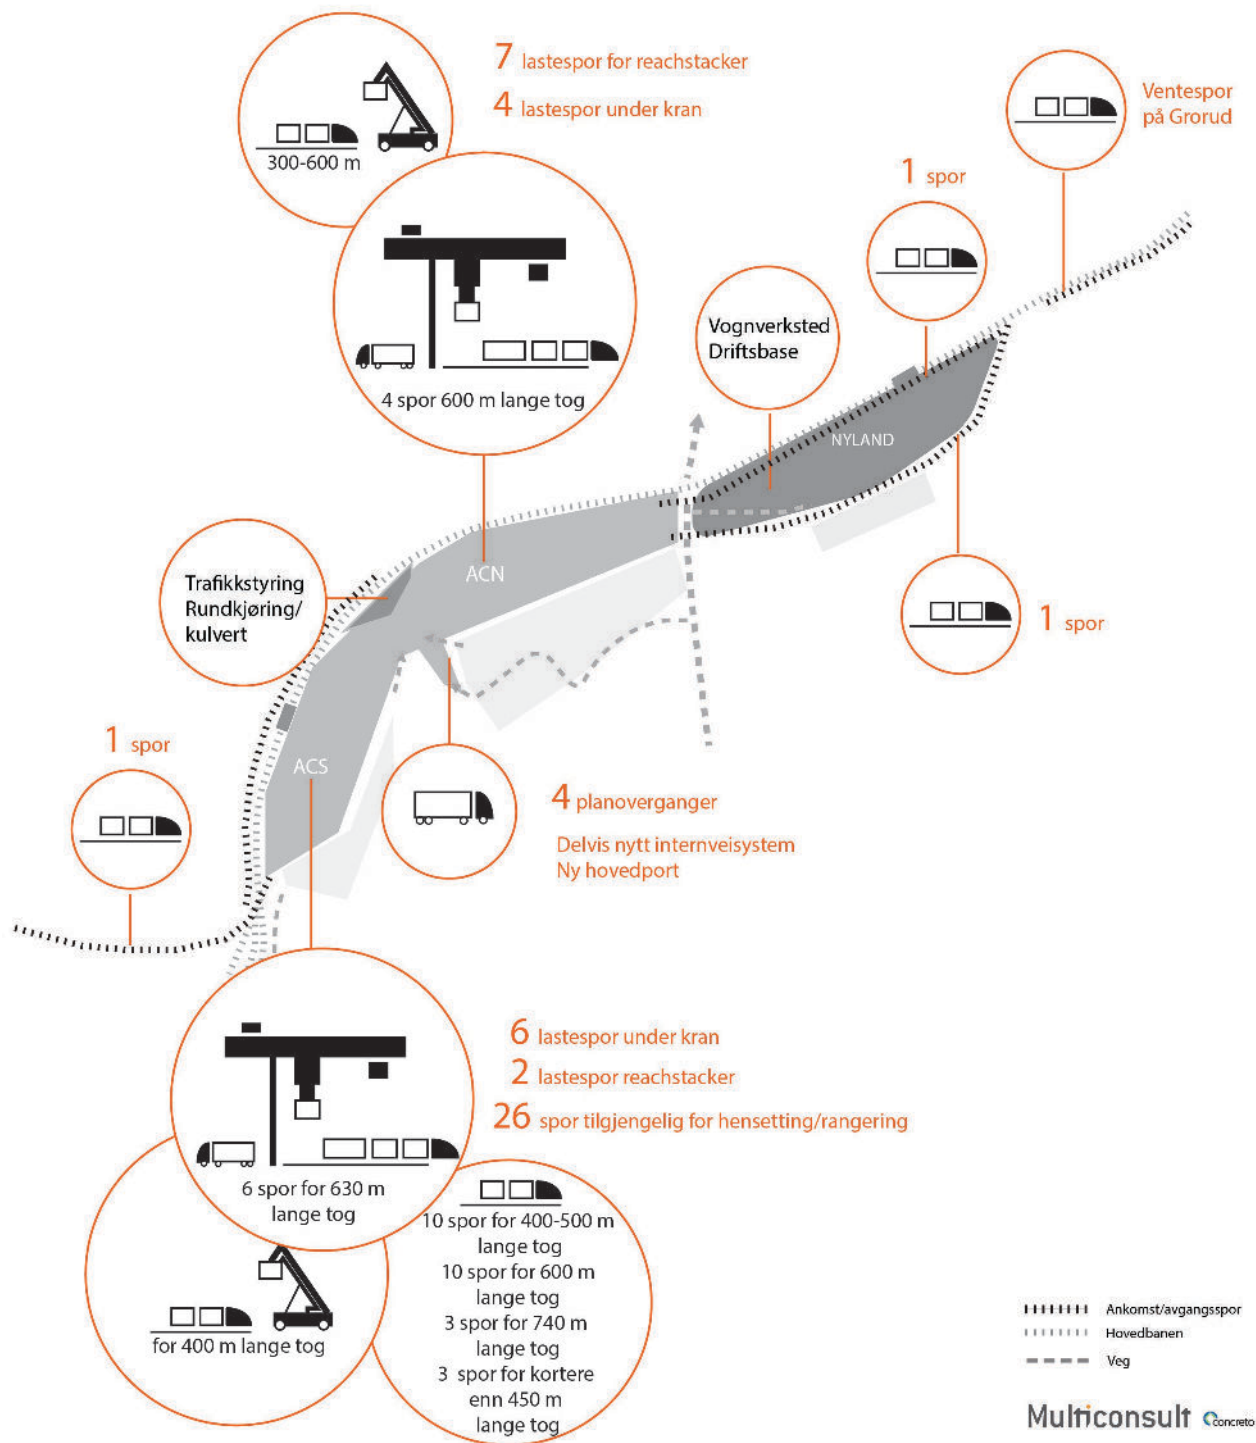 7 lastespor for reachstacker
4 lastespor under kran
300-600 m
Ventespor
på Grorud
1 spor
Vognverksted
Driftsbase
4 spor 600 m lange tog
NYLAND
ACN
Trafikkstyring
Rundkjøring/
kulvert
1 spor
ACS
1 spor
4 planoverganger
Delvis nytt internveisystem
Ny hovedport
6 lastespor under kran
2 lastespor reachstacker
26 spor tilgjengelig for hensetting/rangering
6 spor for 630 m
lange tog
for 400 m lange tog
10 spor for 400-500 m
lange tog
10 spor for 600 m
lange tog
3 spor for 740 m
lange tog
3 spor for kortere
enn 450 m
lange tog
Ankomst/avgangsspor
Hovedbanen
Veg
Multiconsult concreto